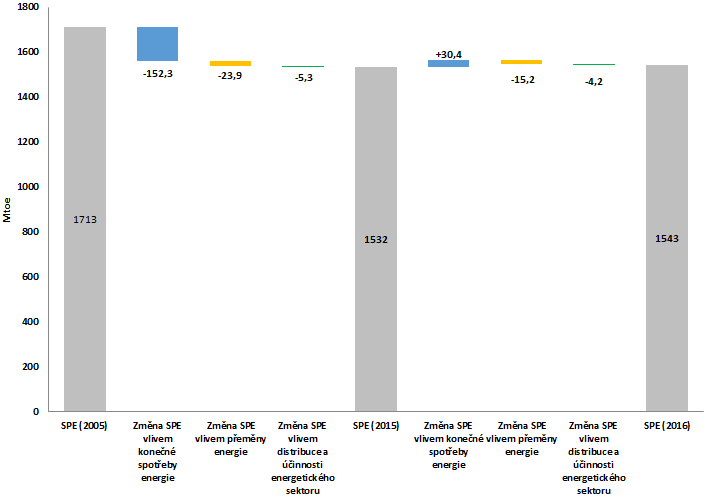 1800
1600
1400
1200
1000
800
600
400
200
0
Mtoe
1713
-152,3
-23,9
-5,3
1532
+30,4
-15,2
-4,2
1543
SPE (2005)
Změna SPE
vlivem
konečné
spotřeby
energie
Změna SPE
vlivem přeměny
energie
Změna SPE
vlivem
distribuce a
účinnosti
energetického
sektoru
SPE (2015)
Změna SPE
vlivem konečné
spotřeby
energie
Změna SPE
vlivem přeměny
energie
Změna SPE
vlivem
distribuce a
účinnosti
energetického
sektoru
SPE (2016)